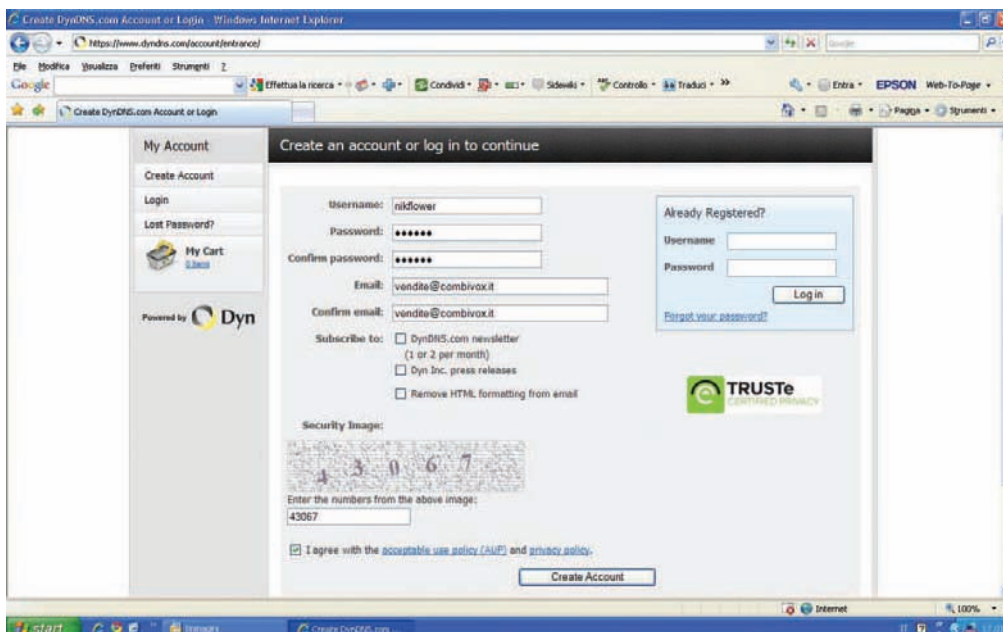 Create DynDNS.com Account or Login - Windows Internet Explorer
https://www.dyndns.com/account/entrance/
Google
File Modifica Visualizza Preferiti Strumenti ?
Google Effettua la ricerca Condividi Sidewiki Controllo Traduci Entra EPSON Web-To-Page
Create DynDNS.com Account or Login Pagina Strumenti
My Account
Create Account
Login
Lost Password?
My Cart
0 Items
Powered by Dyn
Create an account or log in to continue
Username: nikflower
Password: ••••••
Confirm password: ••••••
Email: vendite@combivox.it
Confirm email: vendite@combivox.it
Subscribe to: DynDNS.com newsletter
(1 or 2 per month)
Dyn Inc. press releases
Remove HTML formatting from email
Security Image:
4 3 0 6 7
Enter the numbers from the above image:
43067
I agree with the acceptable use policy (AUP) and privacy policy.
Create Account
Already Registered?
Username
Password
Log in
Forgot your password?
TRUSTe
CERTIFIED PRIVACY
Internet 100%
start Create DynDNS.com ... IT